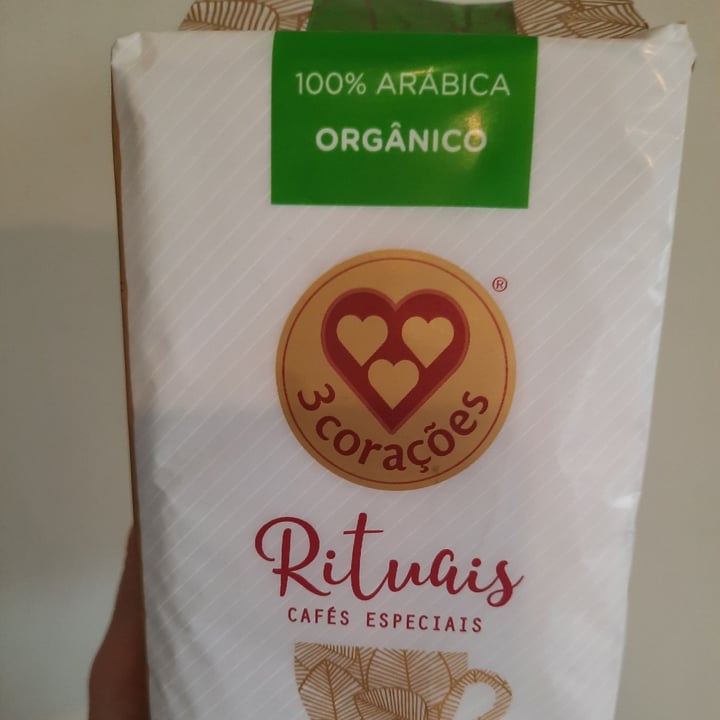 100% ARÁBICA
ORGÂNICO
®
3 corações
Rituais
CAFÉS ESPECIAIS